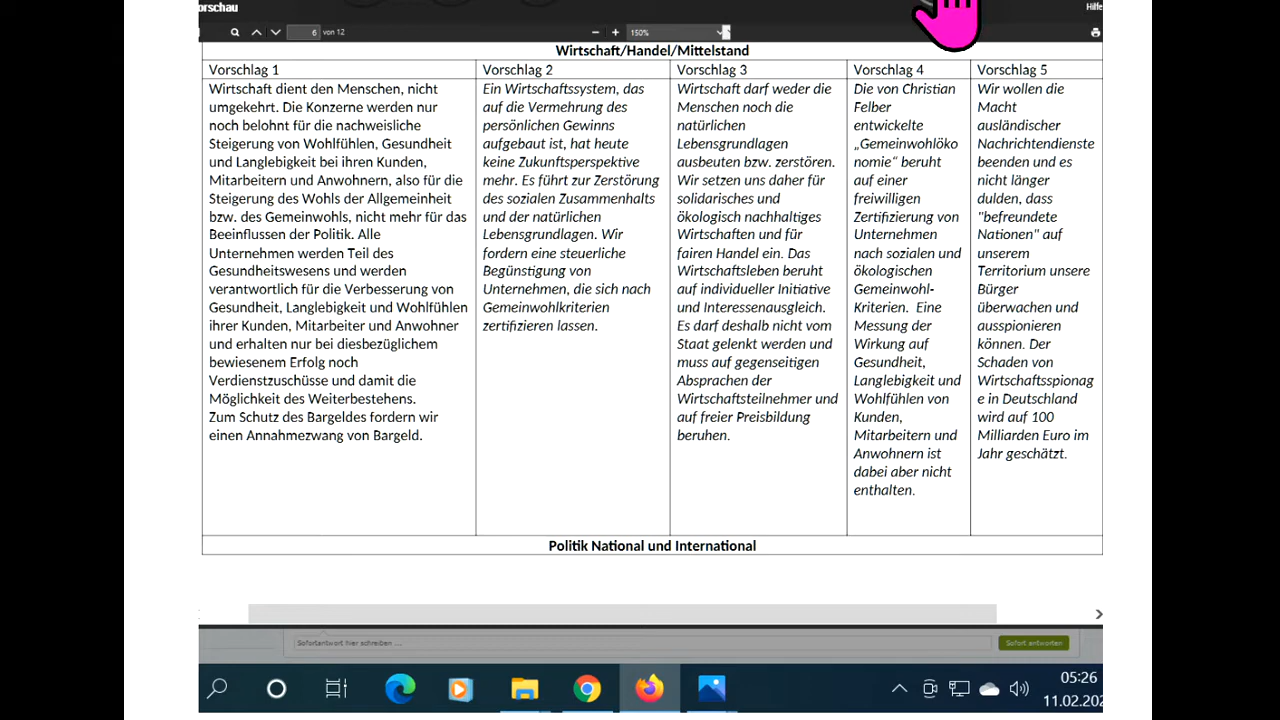 orschau
Hilfe
6 von 12
150%
Wirtschaft/Handel/Mittelstand
Vorschlag 1
Wirtschaft dient den Menschen, nicht
umgekehrt. Die Konzerne werden nur
noch belohnt für die nachweisliche
Steigerung von Wohlfühlen, Gesundheit
und Langlebigkeit bei ihren Kunden,
Mitarbeitern und Anwohnern, also für die
Steigerung des Wohls der Allgemeinheit
bzw. des Gemeinwohls, nicht mehr für das
Beeinflussen der Politik. Alle
Unternehmen werden Teil des
Gesundheitswesens und werden
verantwortlich für die Verbesserung von
Gesundheit, Langlebigkeit und Wohlfühlen
ihrer Kunden, Mitarbeiter und Anwohner
und erhalten nur bei diesbezüglichem
bewiesenem Erfolg noch
Verdienstzuschüsse und damit die
Möglichkeit des Weiterbestehens.
Zum Schutz des Bargeldes fordern wir
einen Annahmezwang von Bargeld.
Vorschlag 2
Ein Wirtschaftssystem, das
auf die Vermehrung des
persönlichen Gewinns
aufgebaut ist, hat heute
keine Zukunftsperspektive
mehr. Es führt zur Zerstörung
des sozialen Zusammenhalts
und der natürlichen
Lebensgrundlagen. Wir
fordern eine steuerliche
Begünstigung von
Unternehmen, die sich nach
Gemeinwohlkriterien
zertifizieren lassen.
Vorschlag 3
Wirtschaft darf weder die
Menschen noch die
natürlichen
Lebensgrundlagen
ausbeuten bzw. zerstören.
Wir setzen uns daher für
solidarisches und
ökologisch nachhaltiges
Wirtschaften und für
fairen Handel ein. Das
Wirtschaftsleben beruht
auf individueller Initiative
und Interessenausgleich.
Es darf deshalb nicht vom
Staat gelenkt werden und
muss auf gegenseitigen
Absprachen der
Wirtschaftsteilnehmer und
auf freier Preisbildung
beruhen.
Vorschlag 4
Die von Christian
Felber
entwickelte
„Gemeinwohlöko
nomie“ beruht
auf einer
freiwilligen
Zertifizierung von
Unternehmen
nach sozialen und
ökologischen
Gemeinwohl-
Kriterien. Eine
Messung der
Wirkung auf
Gesundheit,
Langlebigkeit und
Wohlfühlen von
Kunden,
Mitarbeitern und
Anwohnern ist
dabei aber nicht
enthalten.
Vorschlag 5
Wir wollen die
Macht
ausländischer
Nachrichtendienste
beenden und es
nicht länger
dulden, dass
"befreundete
Nationen" auf
unserem
Territorium unsere
Bürger
überwachen und
ausspionieren
können. Der
Schaden von
Wirtschaftsspionag
e in Deutschland
wird auf 100
Milliarden Euro im
Jahr geschätzt.
Politik National und International
Sofortantwort hier schreiben ...
Sofort antworten
05:26
11.02.202